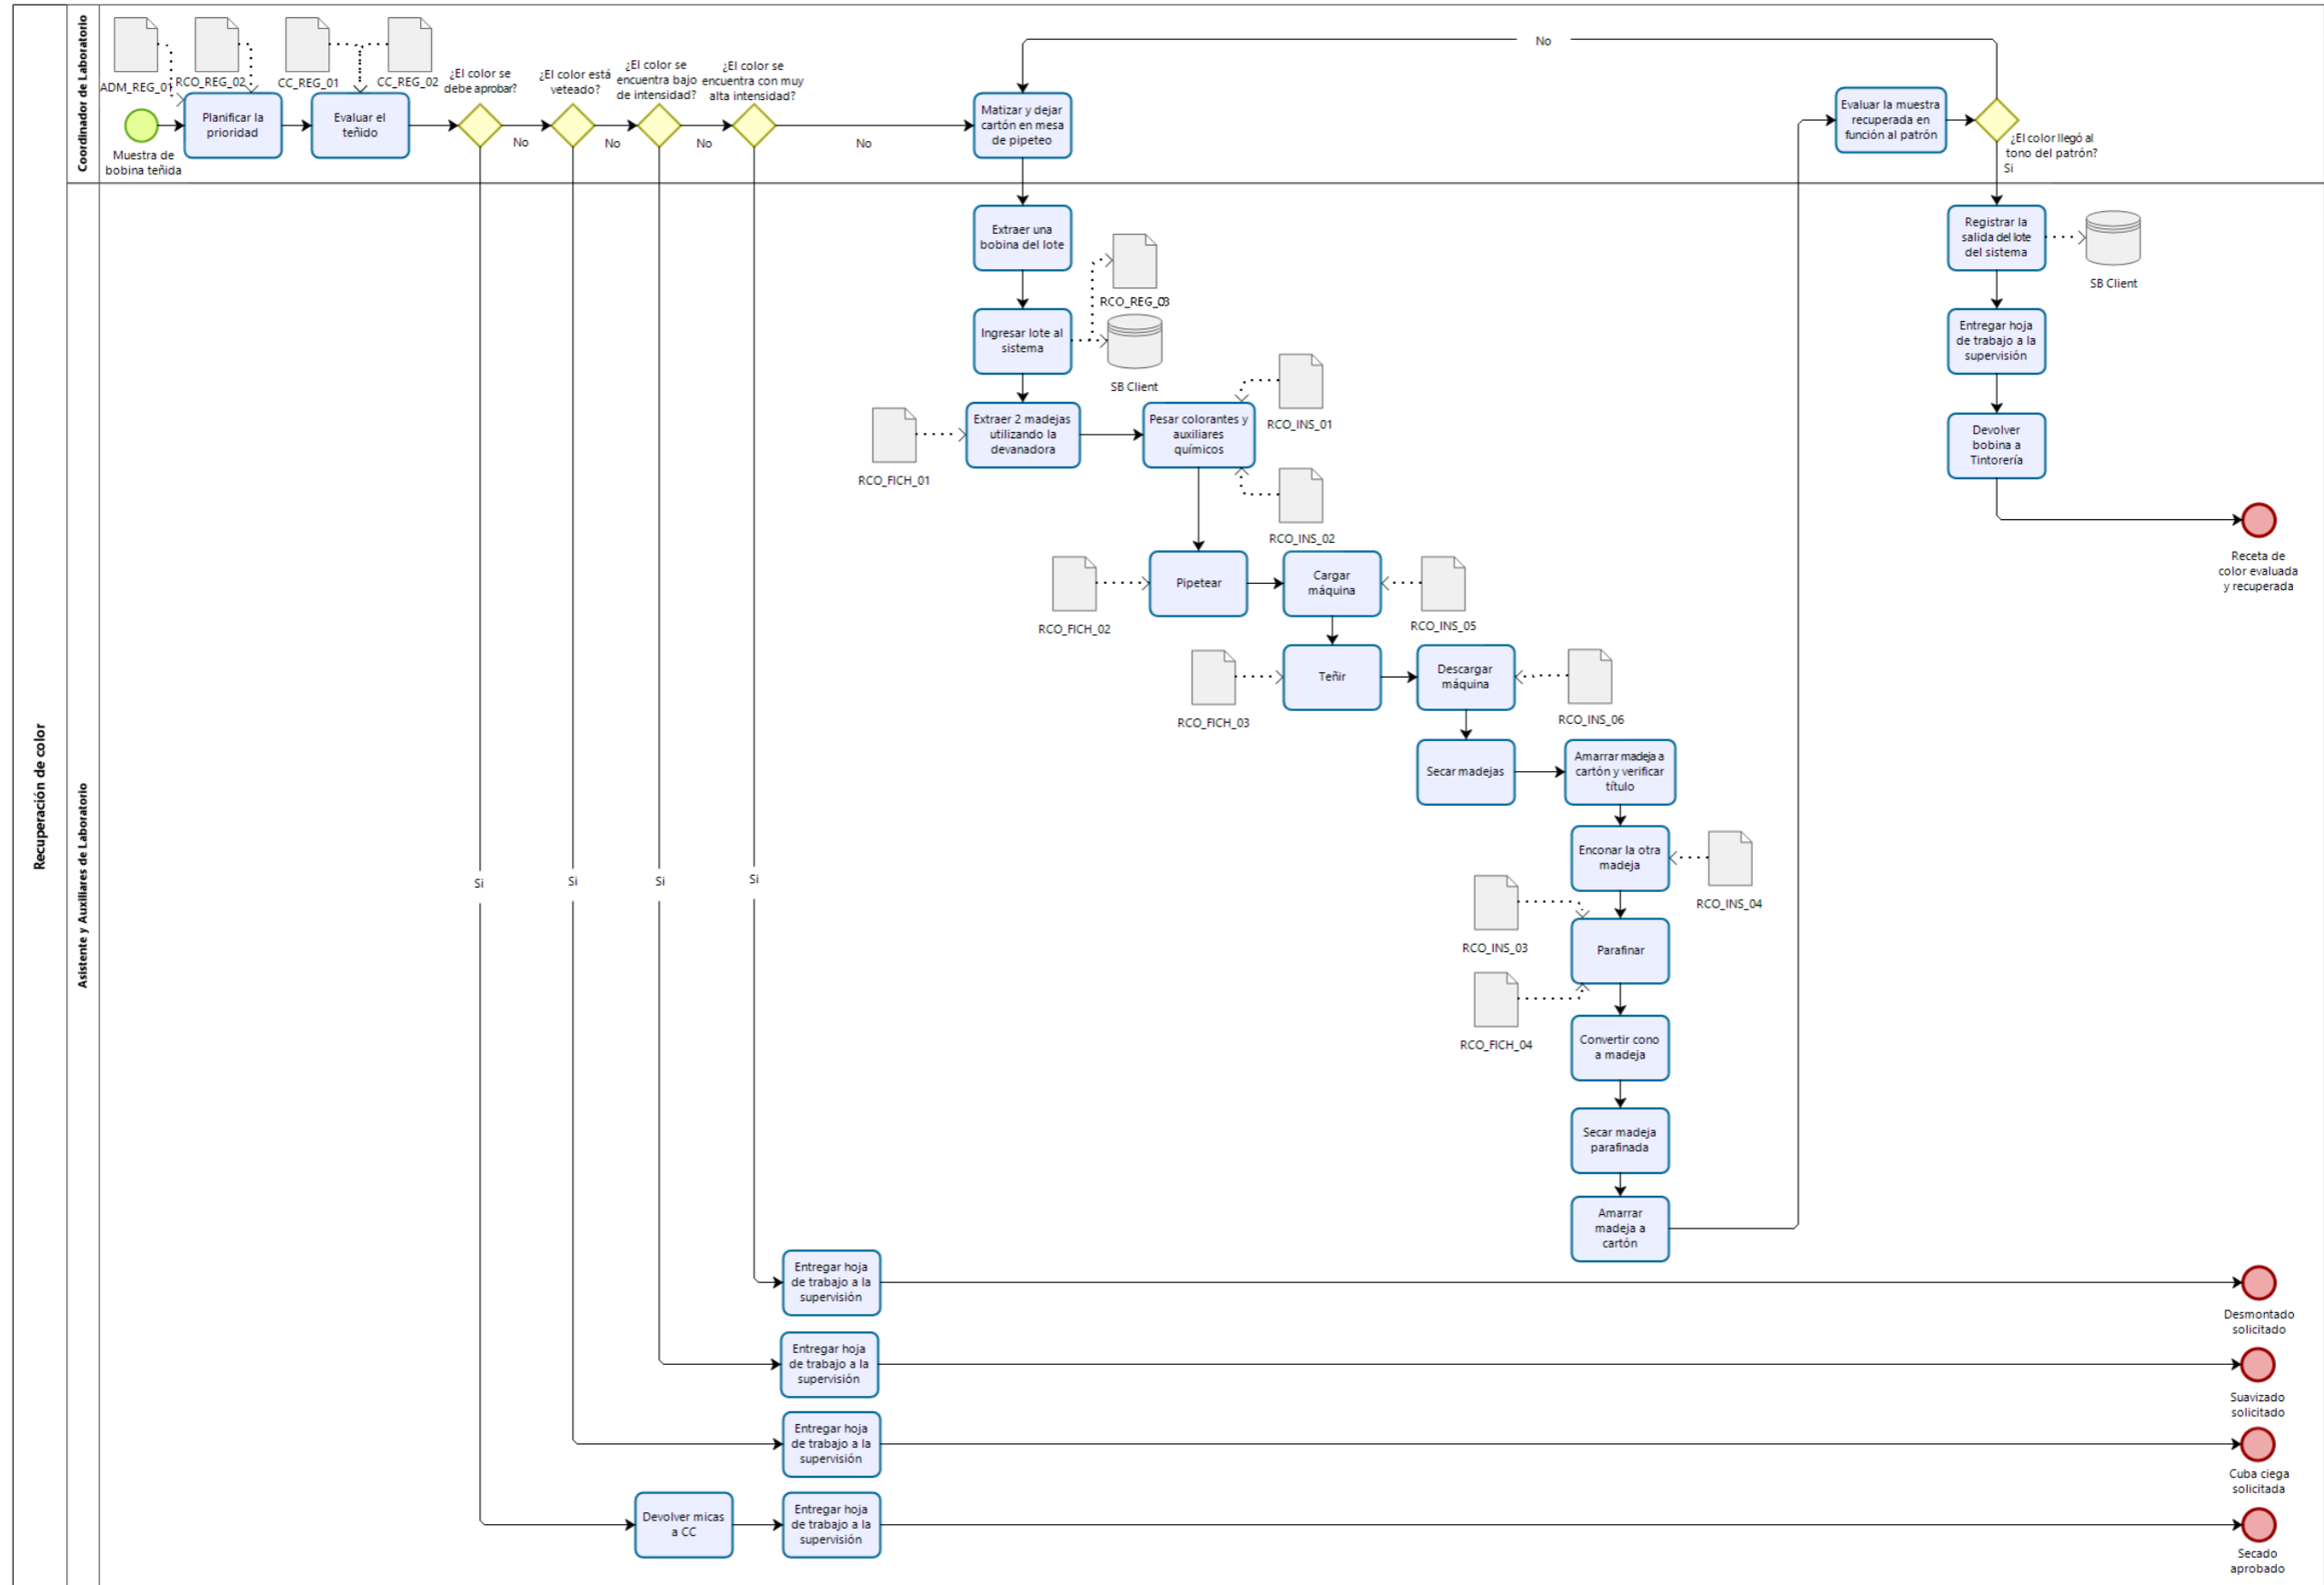 Recuperación de color
Coordinador de Laboratorio
Asistente y Auxiliares de Laboratorio
ADM_REG_01
RCO_REG_02
CC_REG_01
CC_REG_02
Muestra de
bobina teñida
Planificar la
prioridad
Evaluar el
teñido
¿El color se
debe aprobar?
No
¿El color está
veteado?
No
¿El color se
encuentra bajo
de intensidad?
No
¿El color se
encuentra con muy
alta intensidad?
No
Matizar y dejar
cartón en mesa
de pipeteo
No
Evaluar la muestra
recuperada en
función al patrón
¿El color llegó al
tono del patrón?
Si
Extraer una
bobina del lote
RCO_REG_03
Ingresar lote al
sistema
SB Client
Extraer 2 madejas
utilizando la
devanadora
RCO_FICH_01
Pesar colorantes y
auxiliares
químicos
RCO_INS_01
RCO_INS_02
Pipetear
RCO_FICH_02
Cargar
máquina
RCO_INS_05
Teñir
RCO_FICH_03
Descargar
máquina
RCO_INS_06
Secar madejas
Amarrar madeja a
cartón y verificar
título
Enconar la otra
madeja
RCO_INS_04
RCO_INS_03
Parafinar
RCO_FICH_04
Convertir cono
a madeja
Secar madeja
parafinada
Amarrar
madeja a
cartón
Registrar la
salida del lote
del sistema
SB Client
Entregar hoja
de trabajo a la
supervisión
Devolver
bobina a
Tintorería
Receta de
color evaluada
y recuperada
Si
Si
Si
Si
Entregar hoja
de trabajo a la
supervisión
Desmontado
solicitado
Entregar hoja
de trabajo a la
supervisión
Suavizado
solicitado
Entregar hoja
de trabajo a la
supervisión
Cuba ciega
solicitada
Devolver micas
a CC
Entregar hoja
de trabajo a la
supervisión
Secado
aprobado